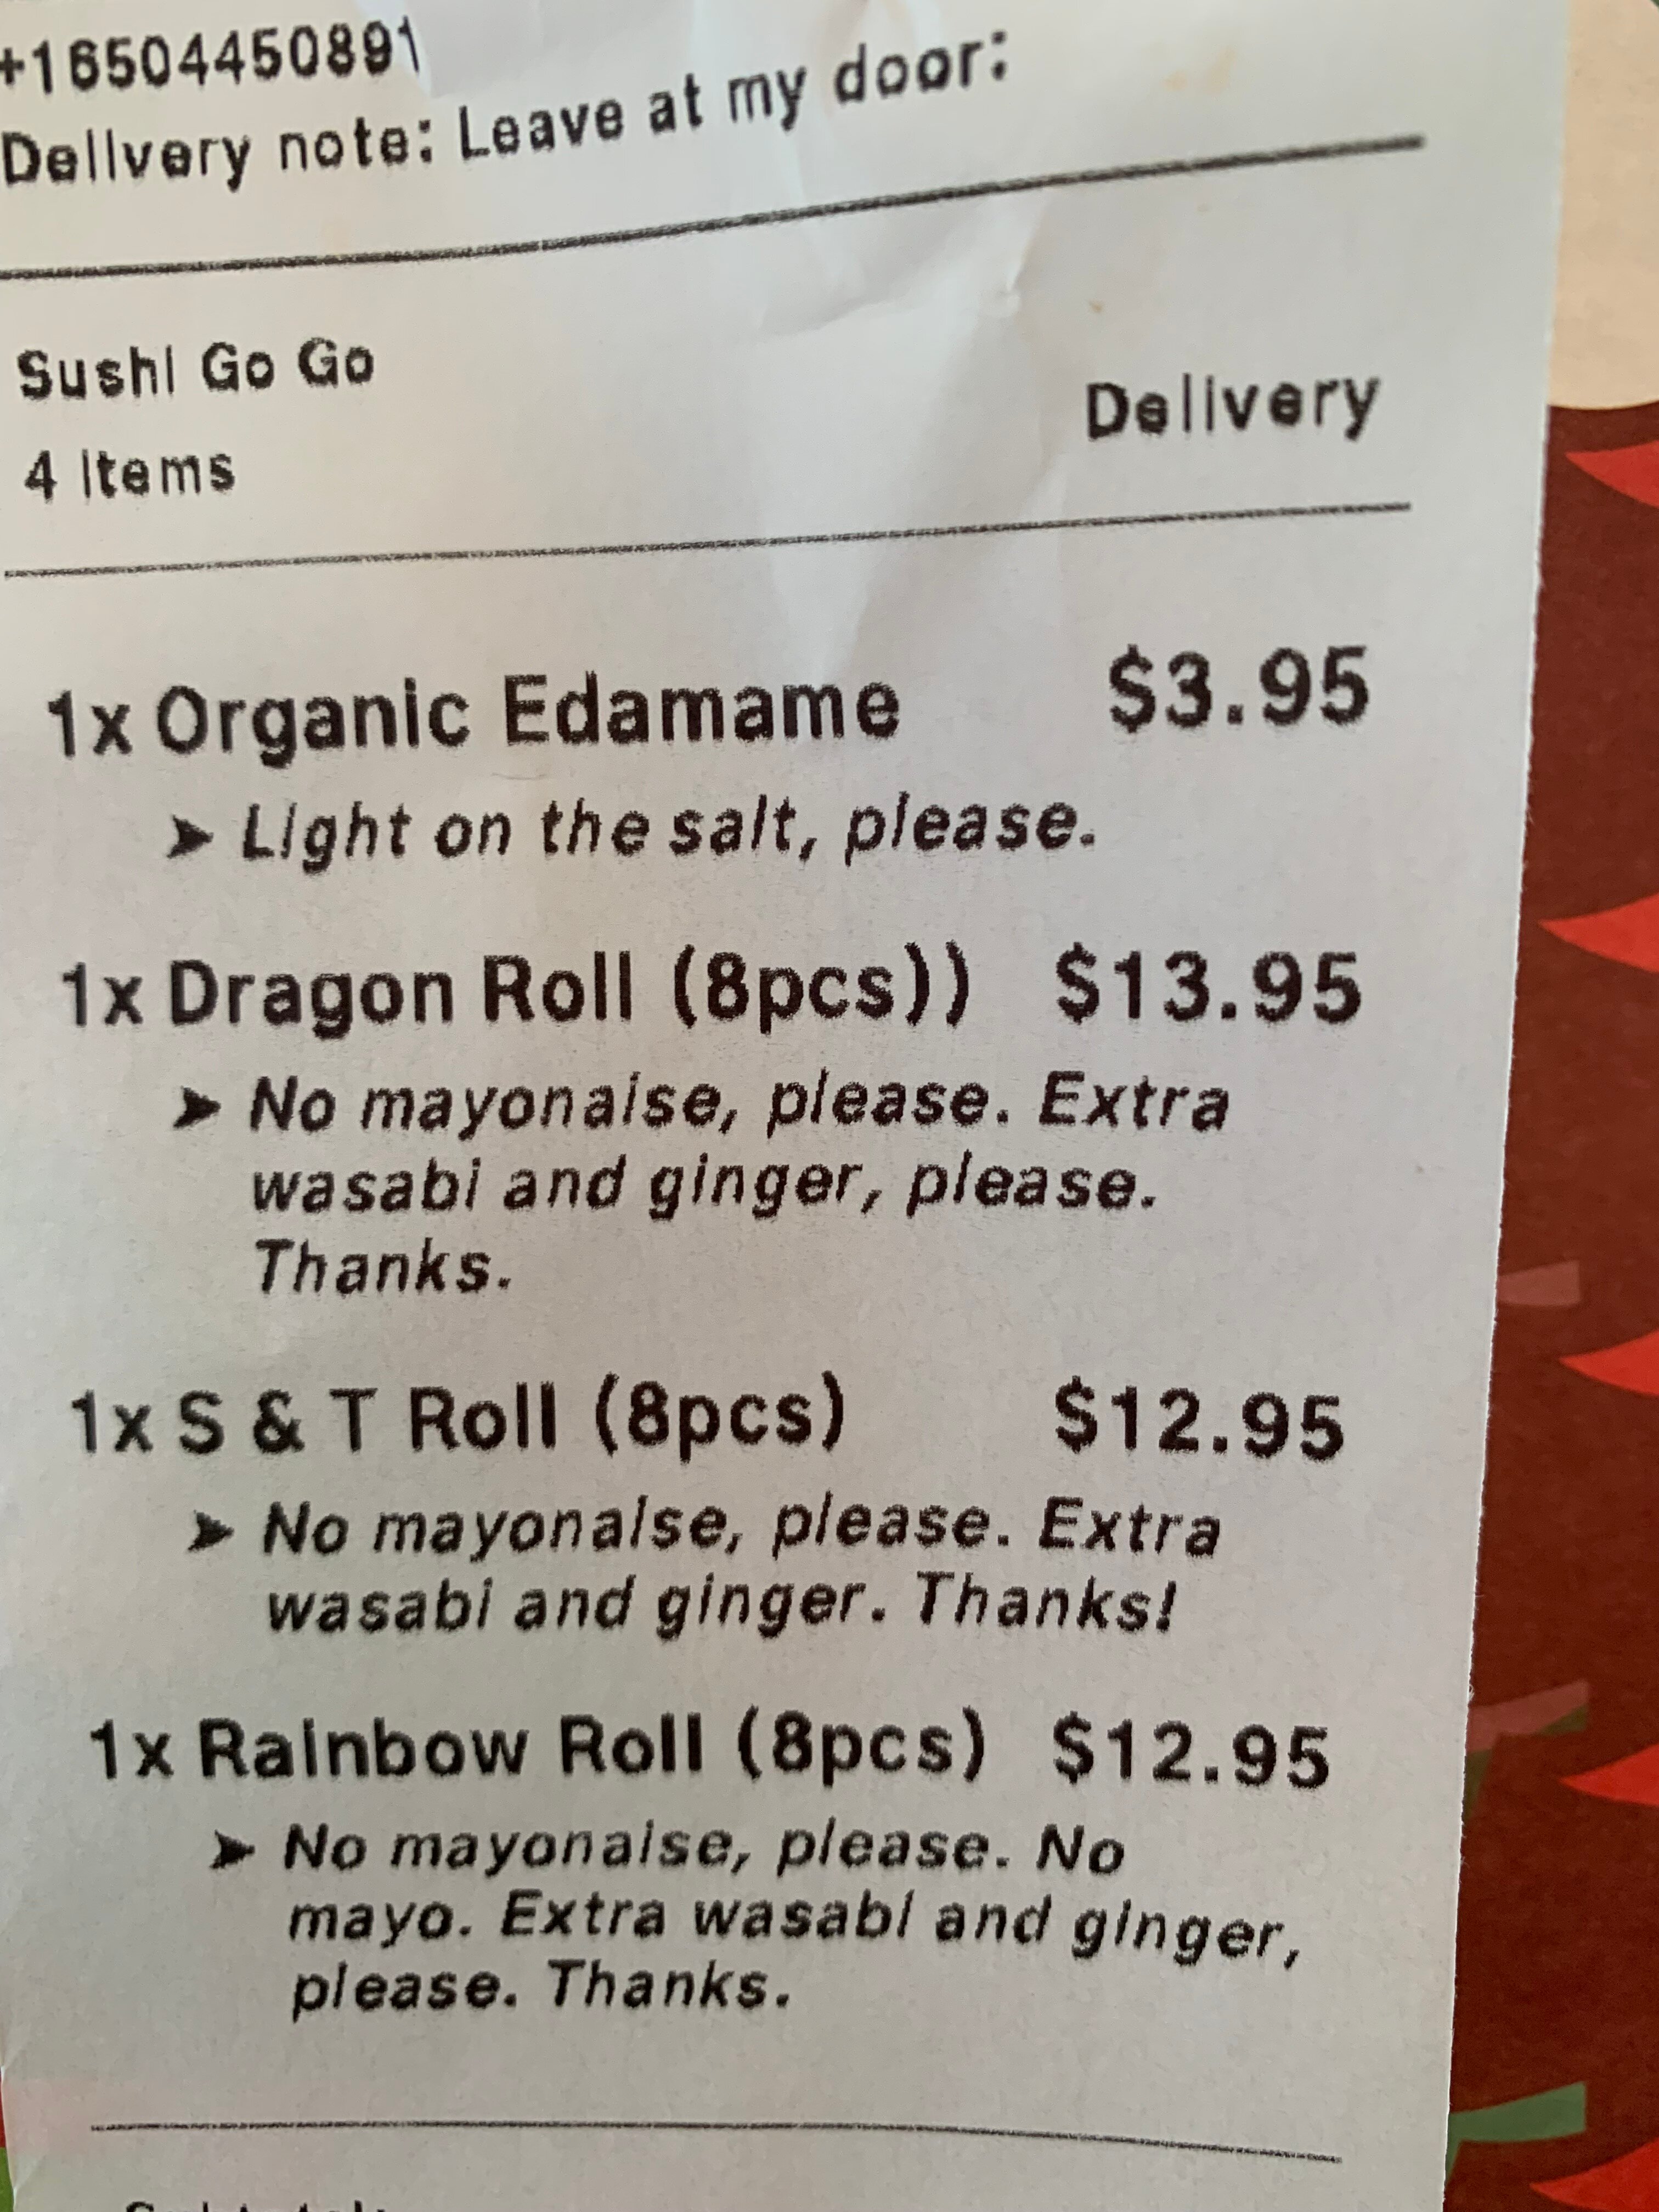 +16504450891
Delivery note: Leave at my door:
Sushi Go Go
4 Items
Delivery
1x Organic Edamame $3.95
➤ Light on the salt, please.
1x Dragon Roll (8pcs)) $13.95
➤ No mayonaise, please. Extra
wasabi and ginger, please.
Thanks.
1x S & T Roll (8pcs) $12.95
➤ No mayonaise, please. Extra
wasabi and ginger. Thanks!
1x Rainbow Roll (8pcs) $12.95
➤ No mayonaise, please. No
mayo. Extra wasabi and ginger,
please. Thanks.